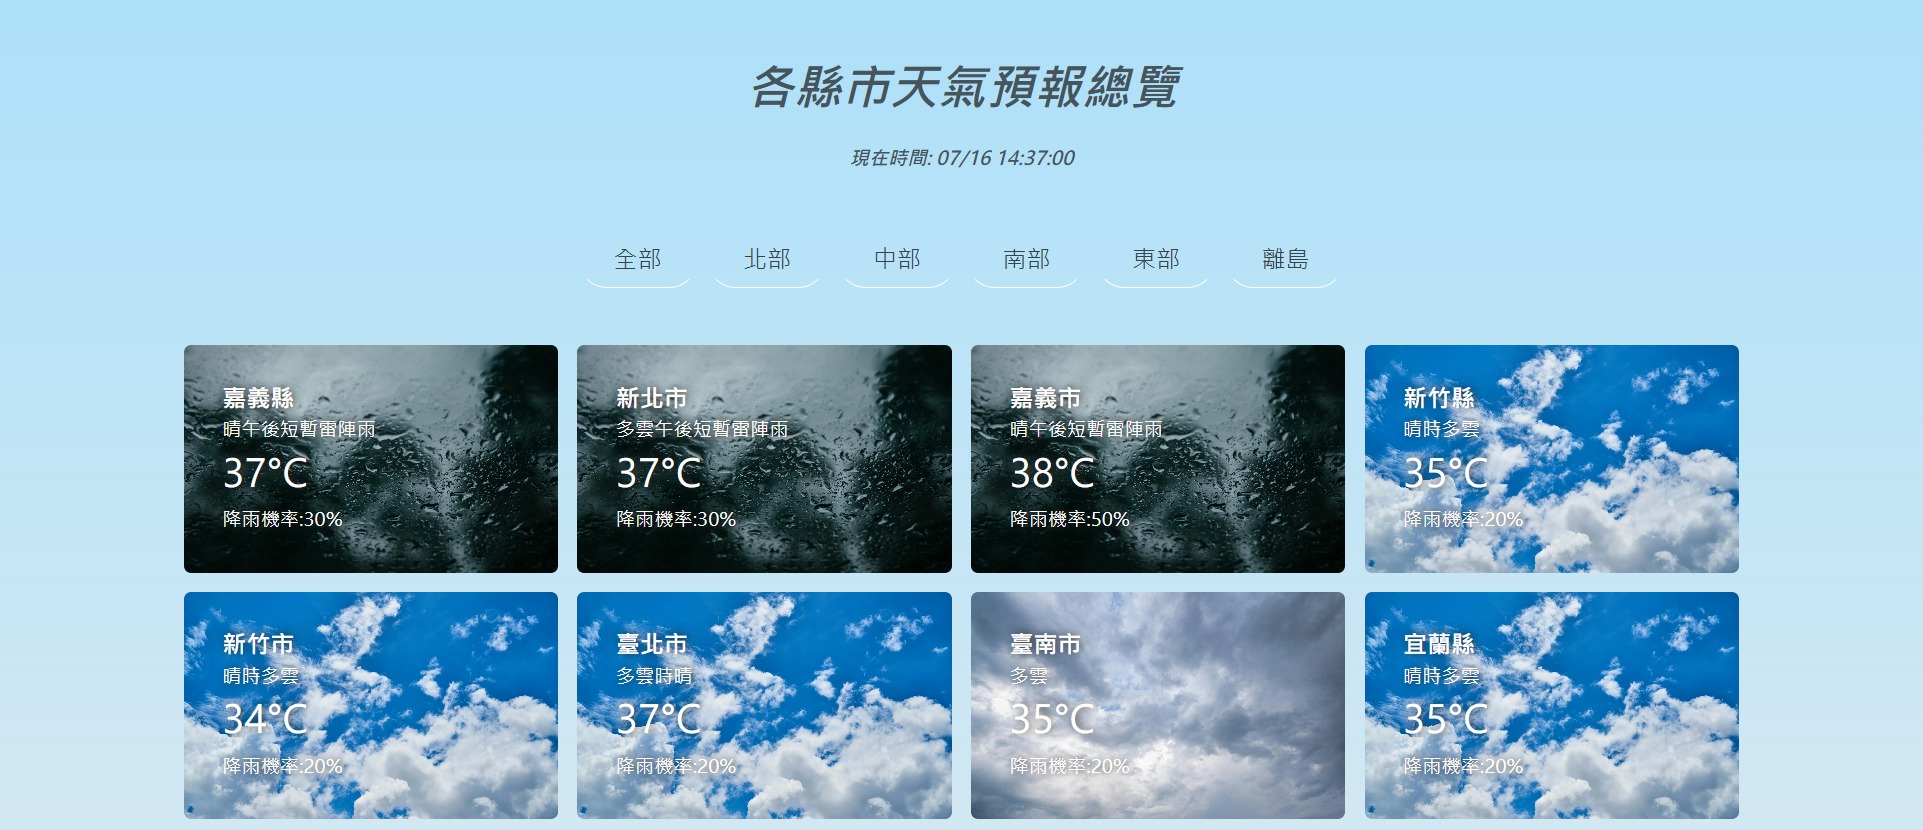 各縣市天氣預報總覽
現在時間: 07/16 14:37:00
全部 北部 中部 南部 東部 離島
嘉義縣
晴午後短暫雷陣雨
37°C
降雨機率:30%
新北市
多雲午後短暫雷陣雨
37°C
降雨機率:30%
嘉義市
晴午後短暫雷陣雨
38°C
降雨機率:50%
新竹縣
晴時多雲
35°C
降雨機率:20%
新竹市
晴時多雲
34°C
降雨機率:20%
臺北市
多雲時晴
37°C
降雨機率:20%
臺南市
多雲
35°C
降雨機率:20%
宜蘭縣
晴時多雲
35°C
降雨機率:20%